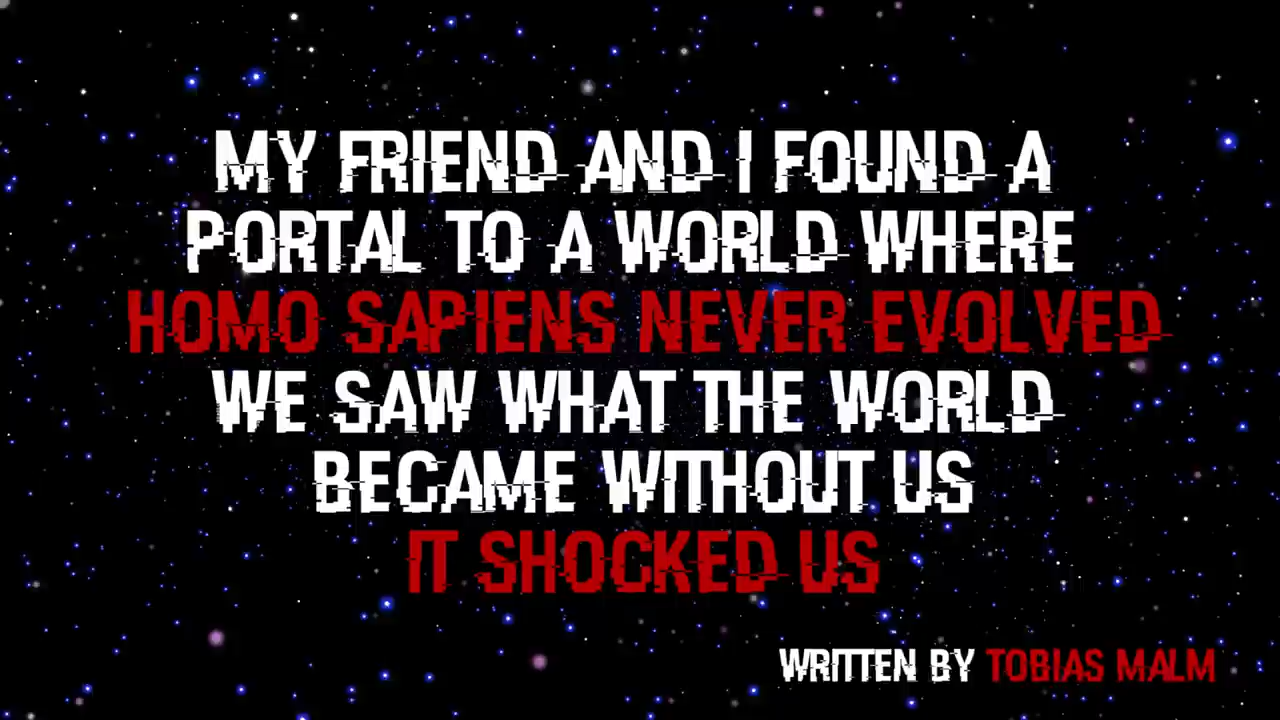 MY FRIEND AND I FOUND A
PORTAL TO A WORLD WHERE
HOMO SAPIENS NEVER EVOLVED
WE SAW WHAT THE WORLD
BECAME WITHOUT US
IT SHOCKED US
WRITTEN BY TOBIAS MALM